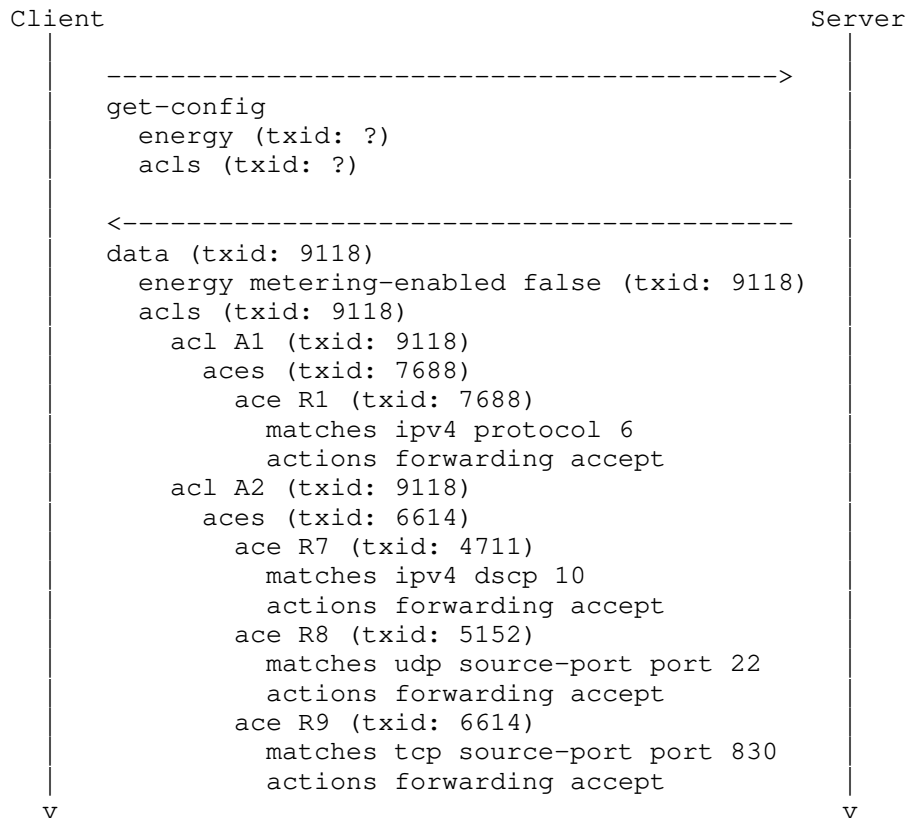 Client                                            Server
  |                                                 |
  |   ------------------------------------------>   |
  |   get-config                                    |
  |     energy (txid: ?)                            |
  |     acls (txid: ?)                              |
  |                                                 |
  |   <------------------------------------------   |
  |   data (txid: 9118)                             |
  |     energy metering-enabled false (txid: 9118)  |
  |     acls (txid: 9118)                           |
  |       acl A1 (txid: 9118)                       |
  |         aces (txid: 7688)                       |
  |           ace R1 (txid: 7688)                   |
  |             matches ipv4 protocol 6             |
  |             actions forwarding accept           |
  |       acl A2 (txid: 9118)                       |
  |         aces (txid: 6614)                       |
  |           ace R7 (txid: 4711)                   |
  |             matches ipv4 dscp 10                |
  |             actions forwarding accept           |
  |           ace R8 (txid: 5152)                   |
  |             matches udp source-port port 22     |
  |             actions forwarding accept           |
  |           ace R9 (txid: 6614)                   |
  |             matches tcp source-port port 830    |
  |             actions forwarding accept           |
  v                                                 v